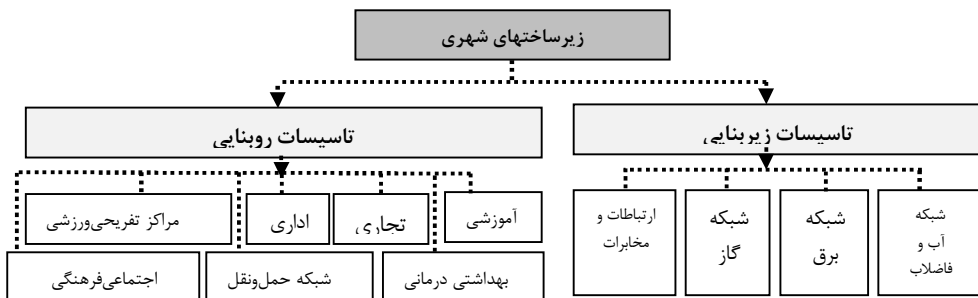 زیرساختهای شهری
تاسیسات زیربنایی
شبکه
آب و
فاضلاب
شبکه
برق
شبکه
گاز
ارتباطات و
مخابرات
تاسیسات روبنایی
آموزشی
تجاری
اداری
مراکز تفریحی‌ورزشی
بهداشتی درمانی
شبکه حمل‌ونقل
اجتماعی‌فرهنگی